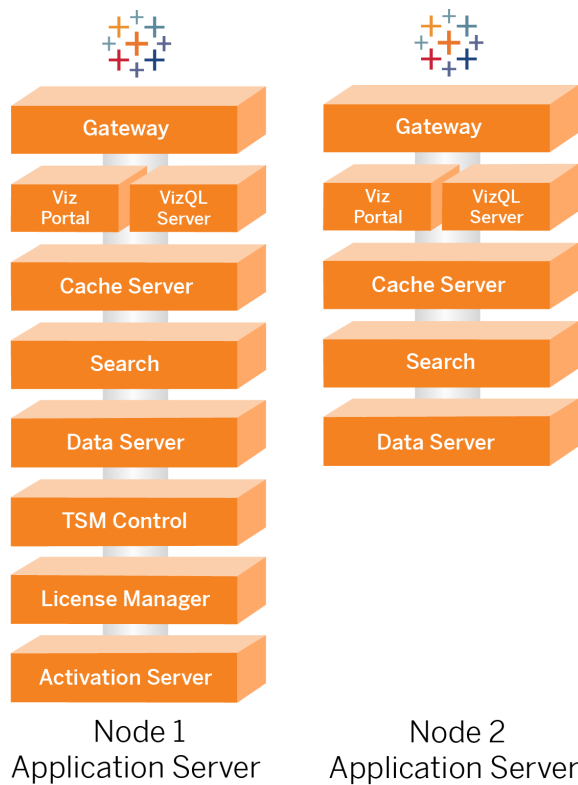 Gateway
Viz
Portal
VizQL
Server
Cache Server
Search
Data Server
TSM Control
License Manager
Activation Server
Node 1
Application Server
Gateway
Viz
Portal
VizQL
Server
Cache Server
Search
Data Server
Node 2
Application Server